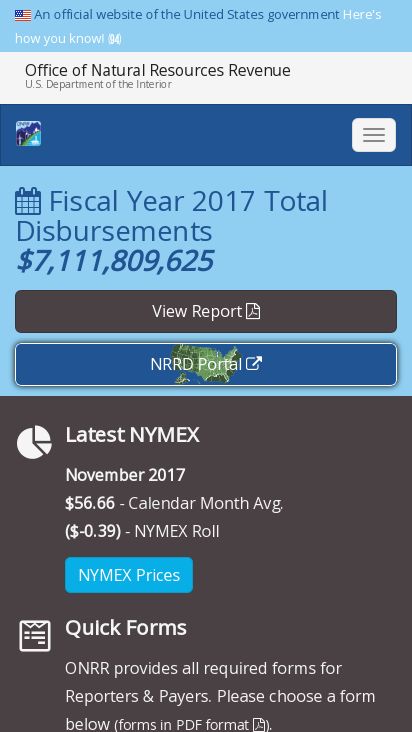 An official website of the United States government Here's
how you know!
Office of Natural Resources Revenue
U.S. Department of the Interior
Fiscal Year 2017 Total
Disbursements
$7,111,809,625
View Report
NRRD Portal
Latest NYMEX
November 2017
$56.66 - Calendar Month Avg.
($-0.39) - NYMEX Roll
NYMEX Prices
Quick Forms
ONRR provides all required forms for
Reporters & Payers. Please choose a form
below (forms in PDF format ).